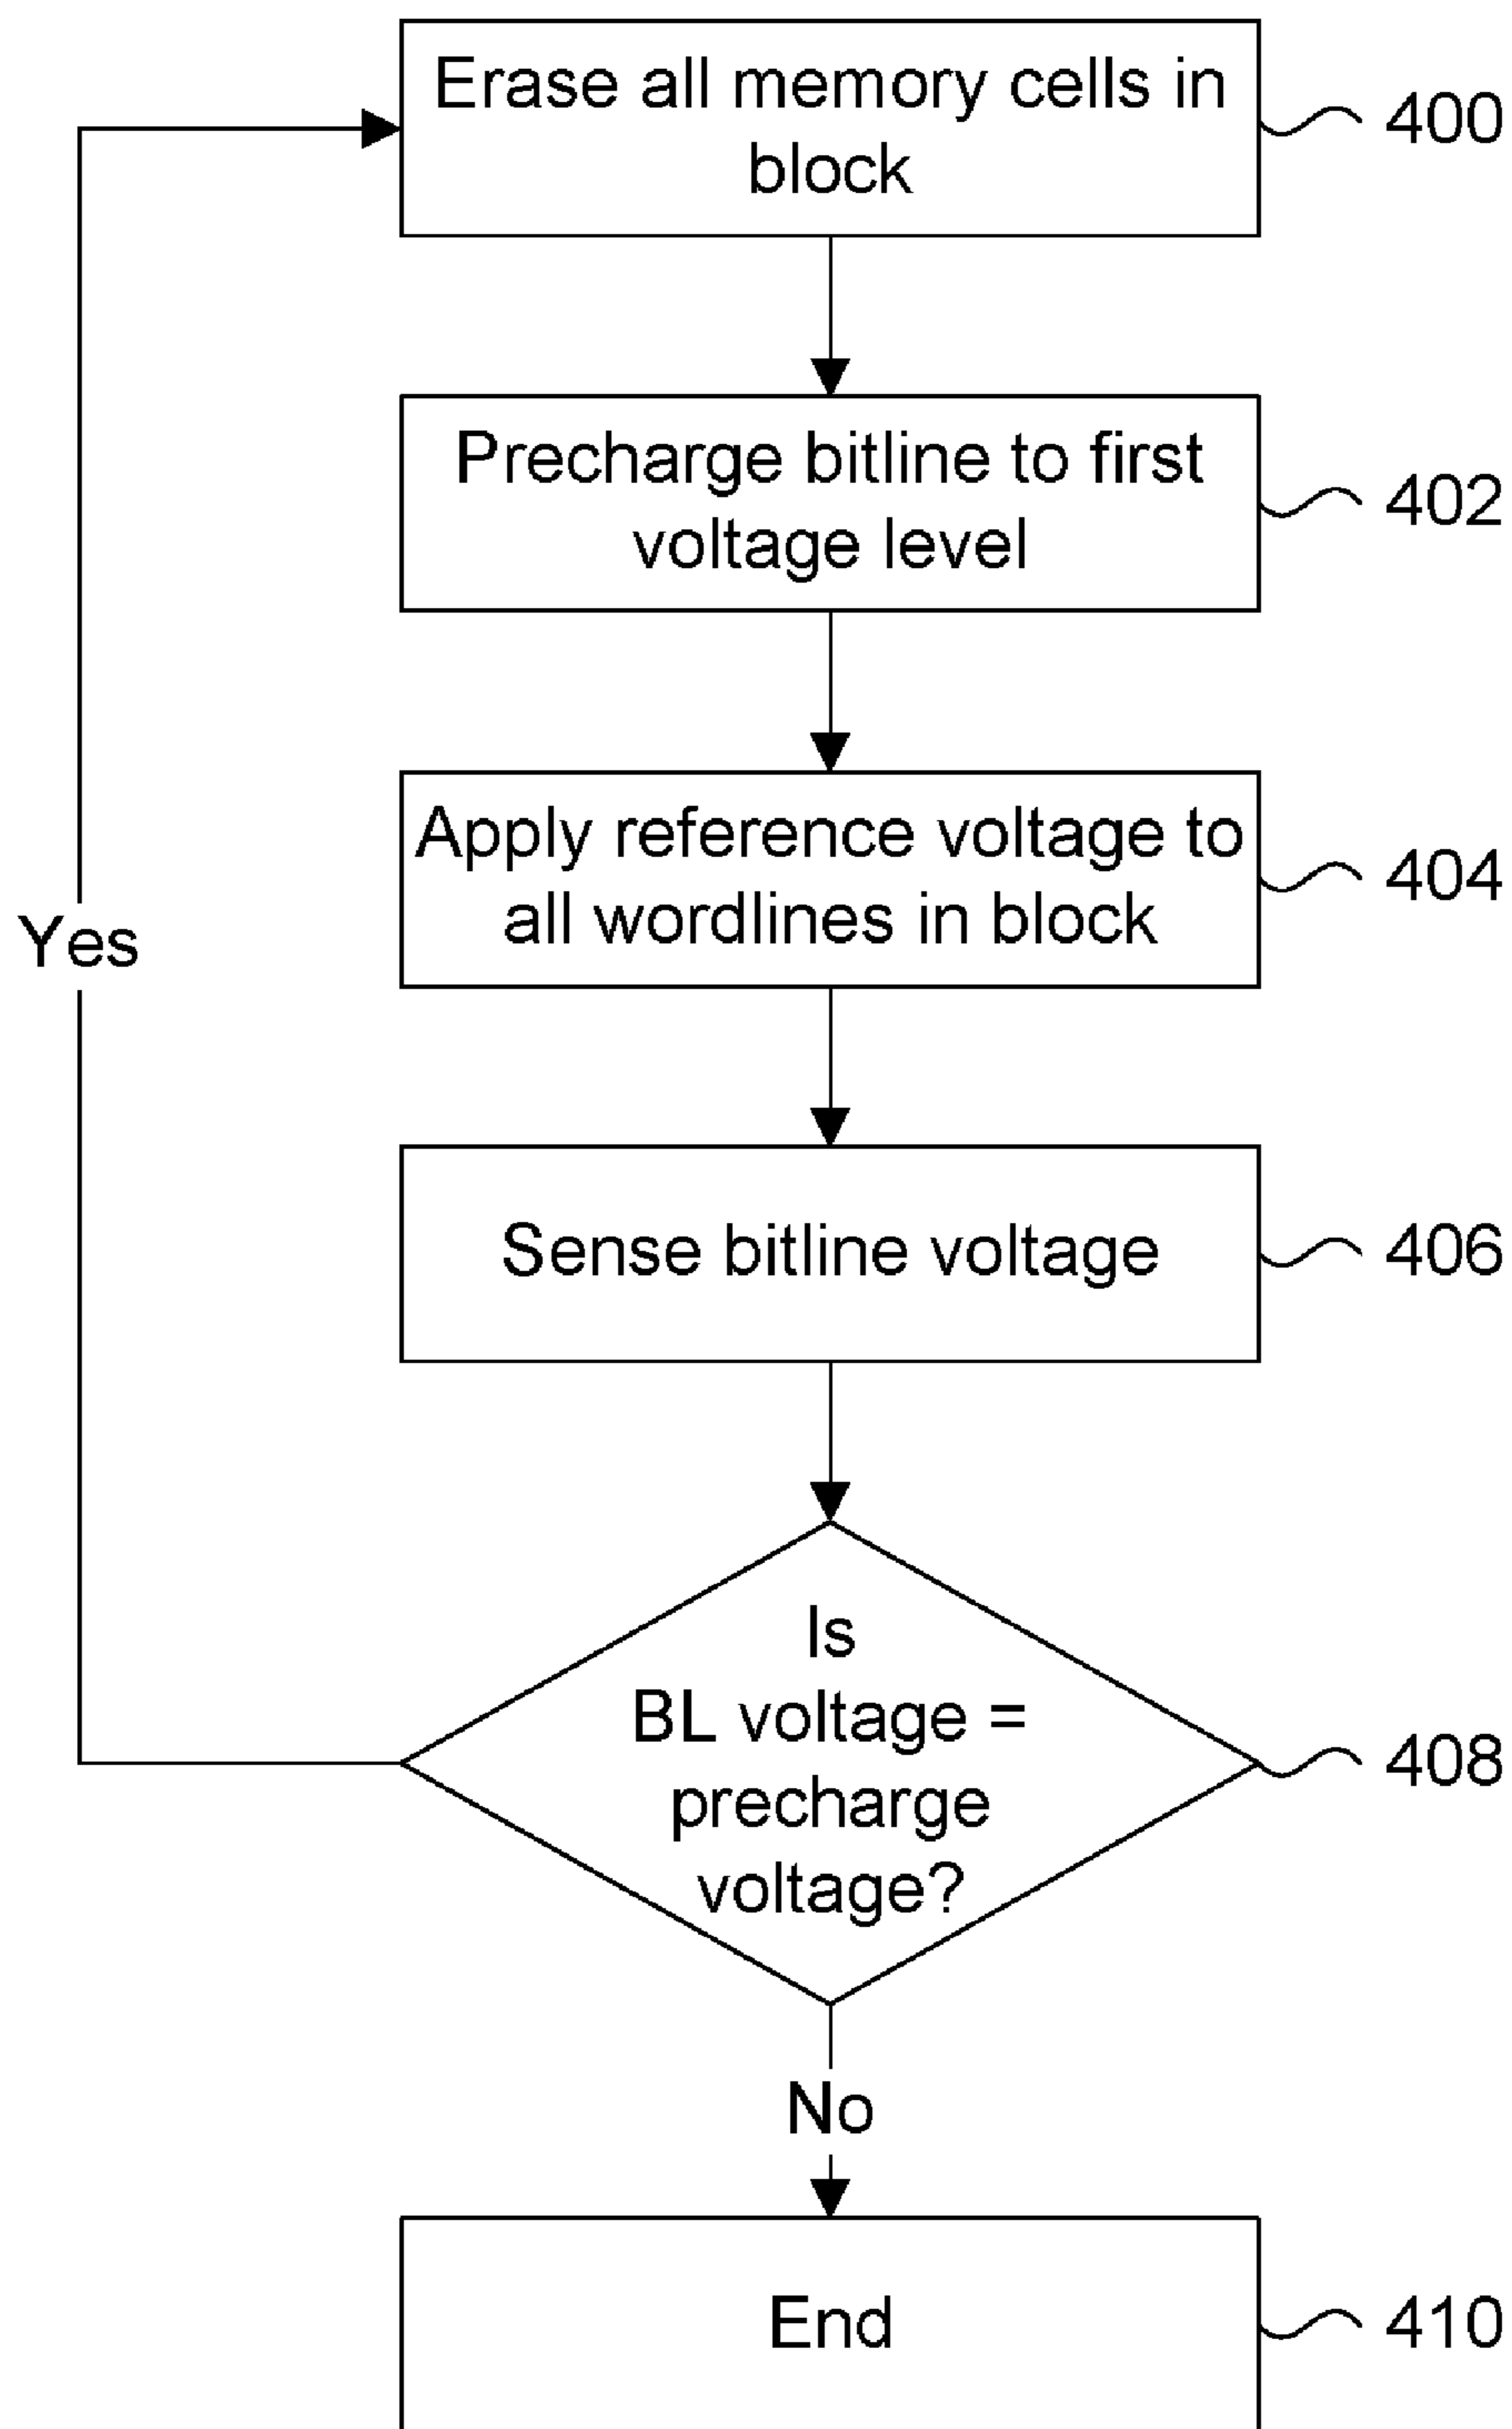 Erase all memory cells in
block
400
Precharge bitline to first
voltage level
402
Apply reference voltage to
all wordlines in block
404
Yes
Sense bitline voltage
406
Is
BL voltage =
precharge
voltage?
408
No
End
410